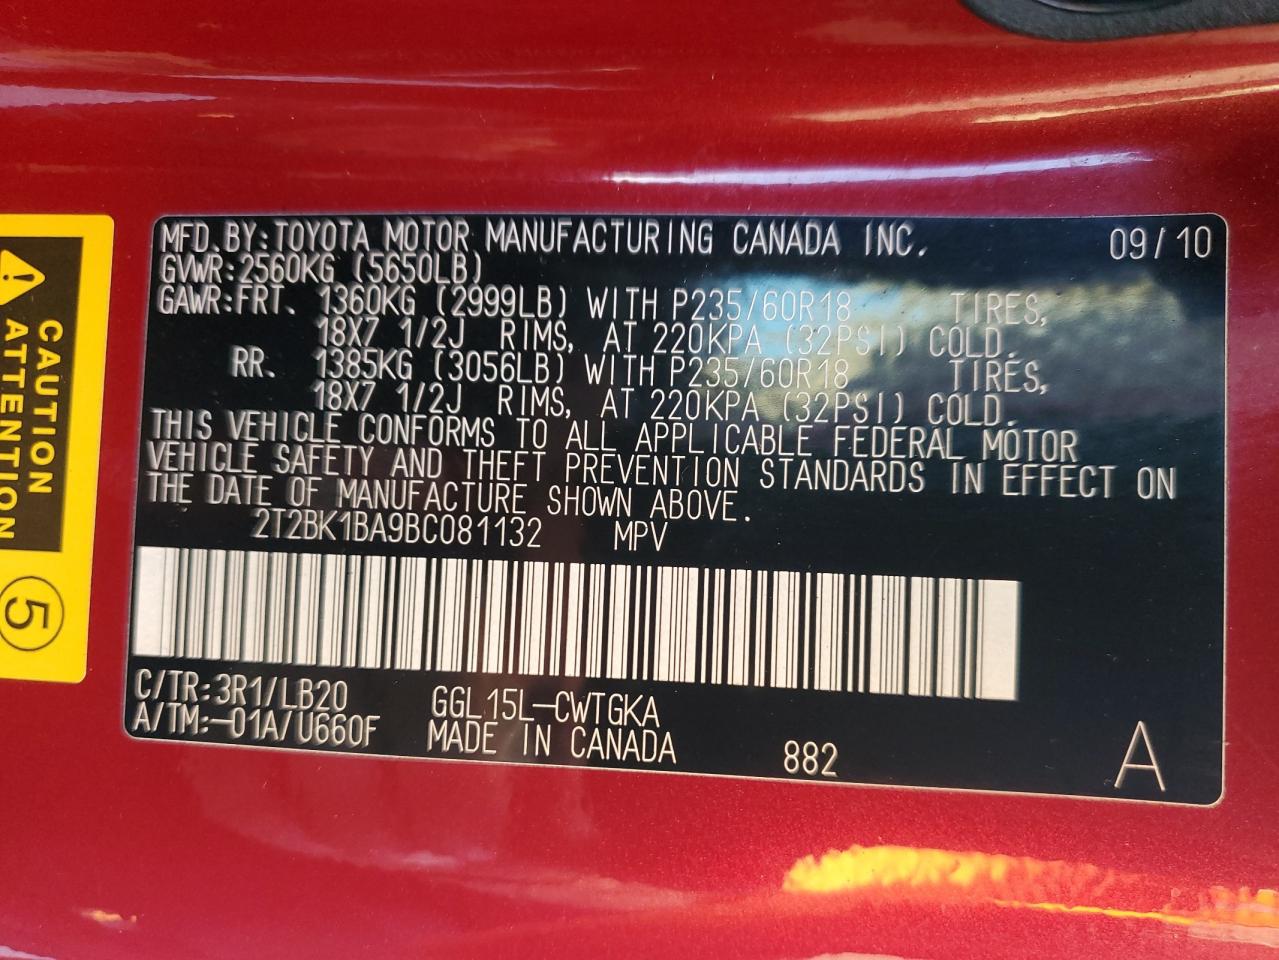 MFD.BY:TOYOTA MOTOR MANUFACTURING CANADA INC. 09/10
GVWR:2560KG (5650LB)
GAWR:FRT. 1360KG (2999LB) WITH P235/60R18 TIRES,
18X7 1/2J RIMS, AT 220KPA (32PSI) COLD.
RR. 1385KG (3056LB) WITH P235/60R18 TIRES,
18X7 1/2J RIMS, AT 220KPA (32PSI) COLD.
THIS VEHICLE CONFORMS TO ALL APPLICABLE FEDERAL MOTOR
VEHICLE SAFETY AND THEFT PREVENTION STANDARDS IN EFFECT ON
THE DATE OF MANUFACTURE SHOWN ABOVE.
2T2BK1BA9BC081132 MPV
C/TR:3R1/LB20 GGL15L-CWTGKA
A/TM:-01A/U660F MADE IN CANADA 882 A
CAUTION
ATTENTION
5